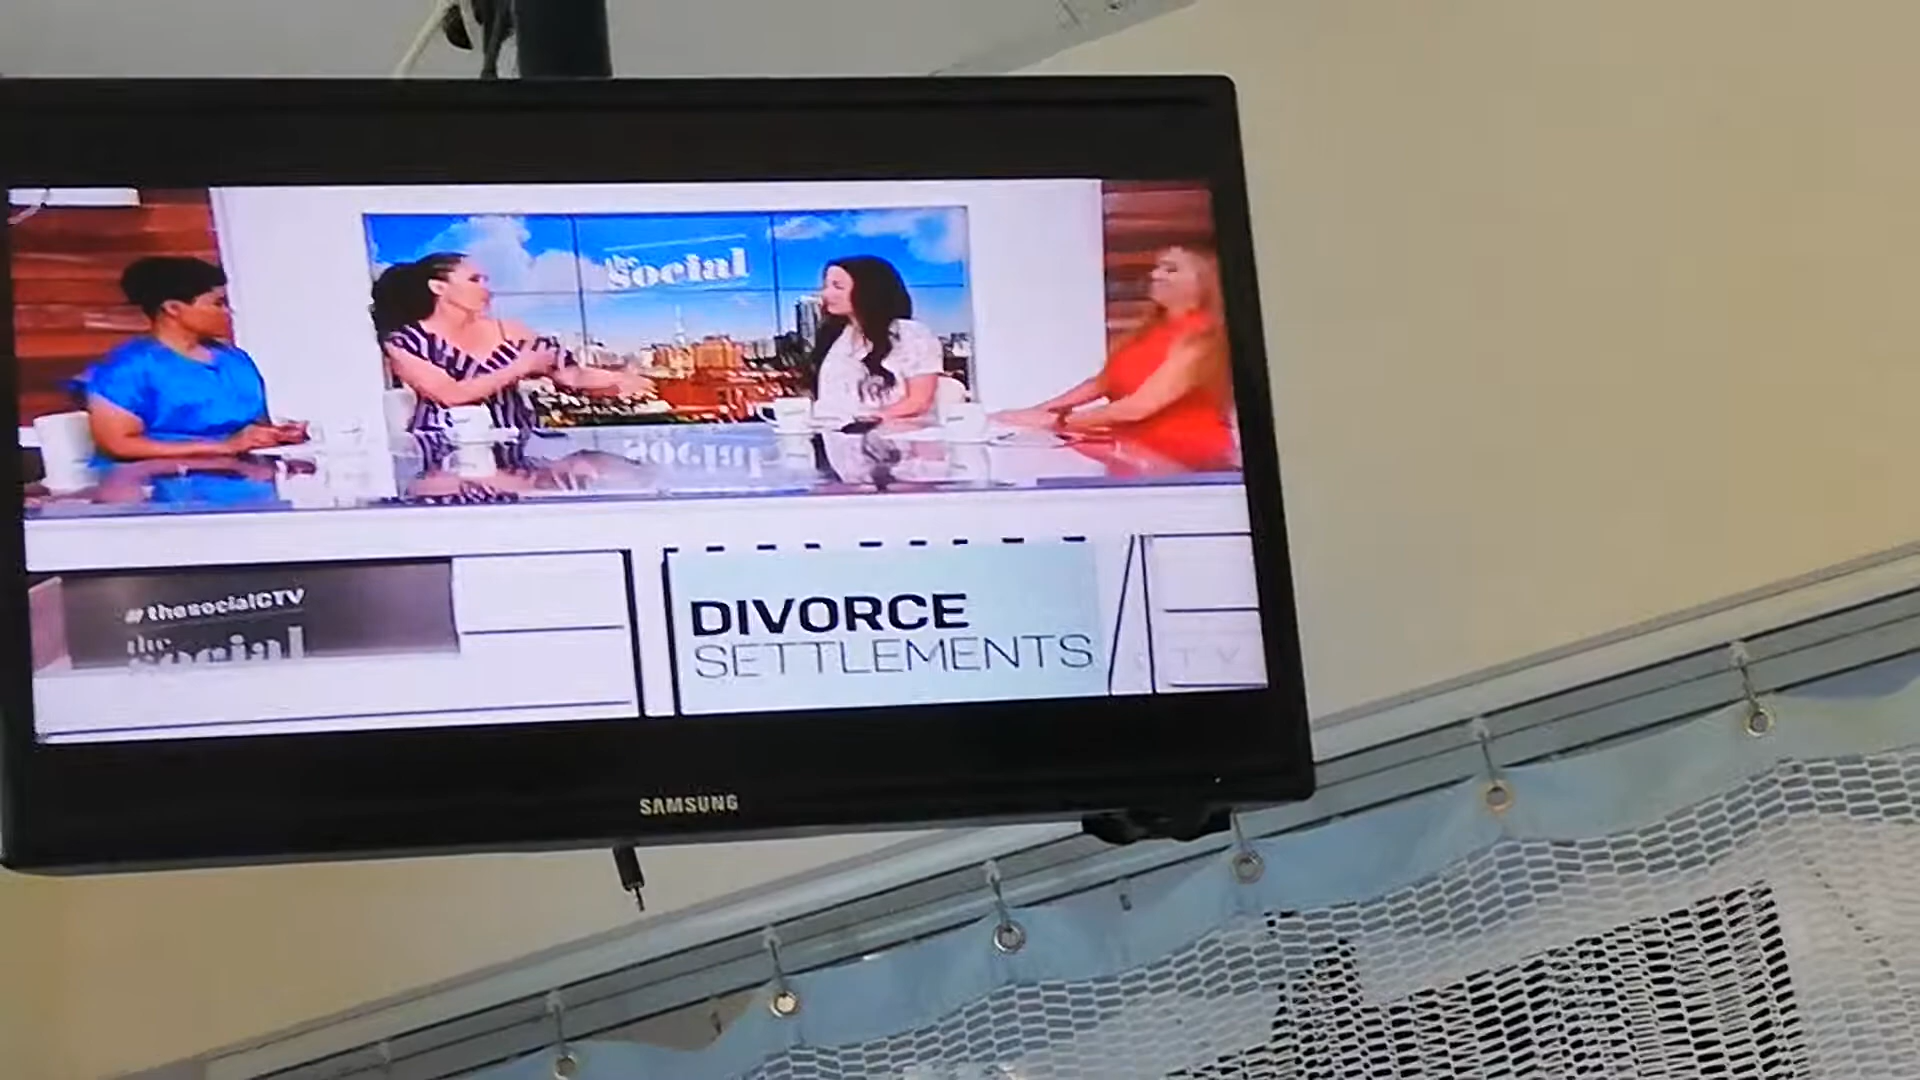 the
Social
#thesocialCTV
the
social
DIVORCE
SETTLEMENTS
SAMSUNG